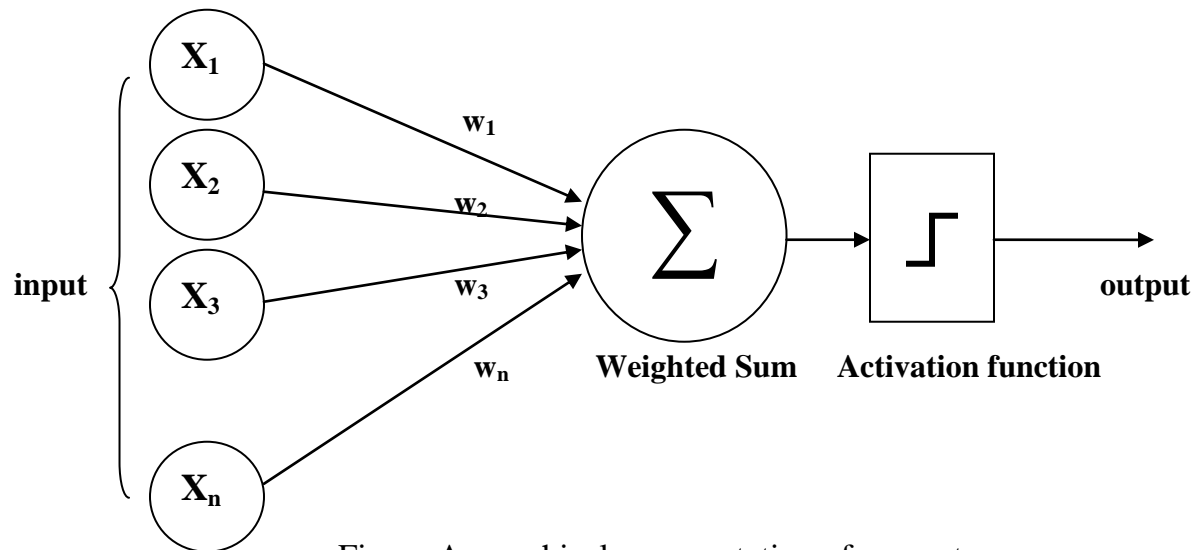 X₁
w₁
X₂
w₂
∑
X₃
input
w₃
output
wₙ
Weighted Sum
Activation function
Xₙ